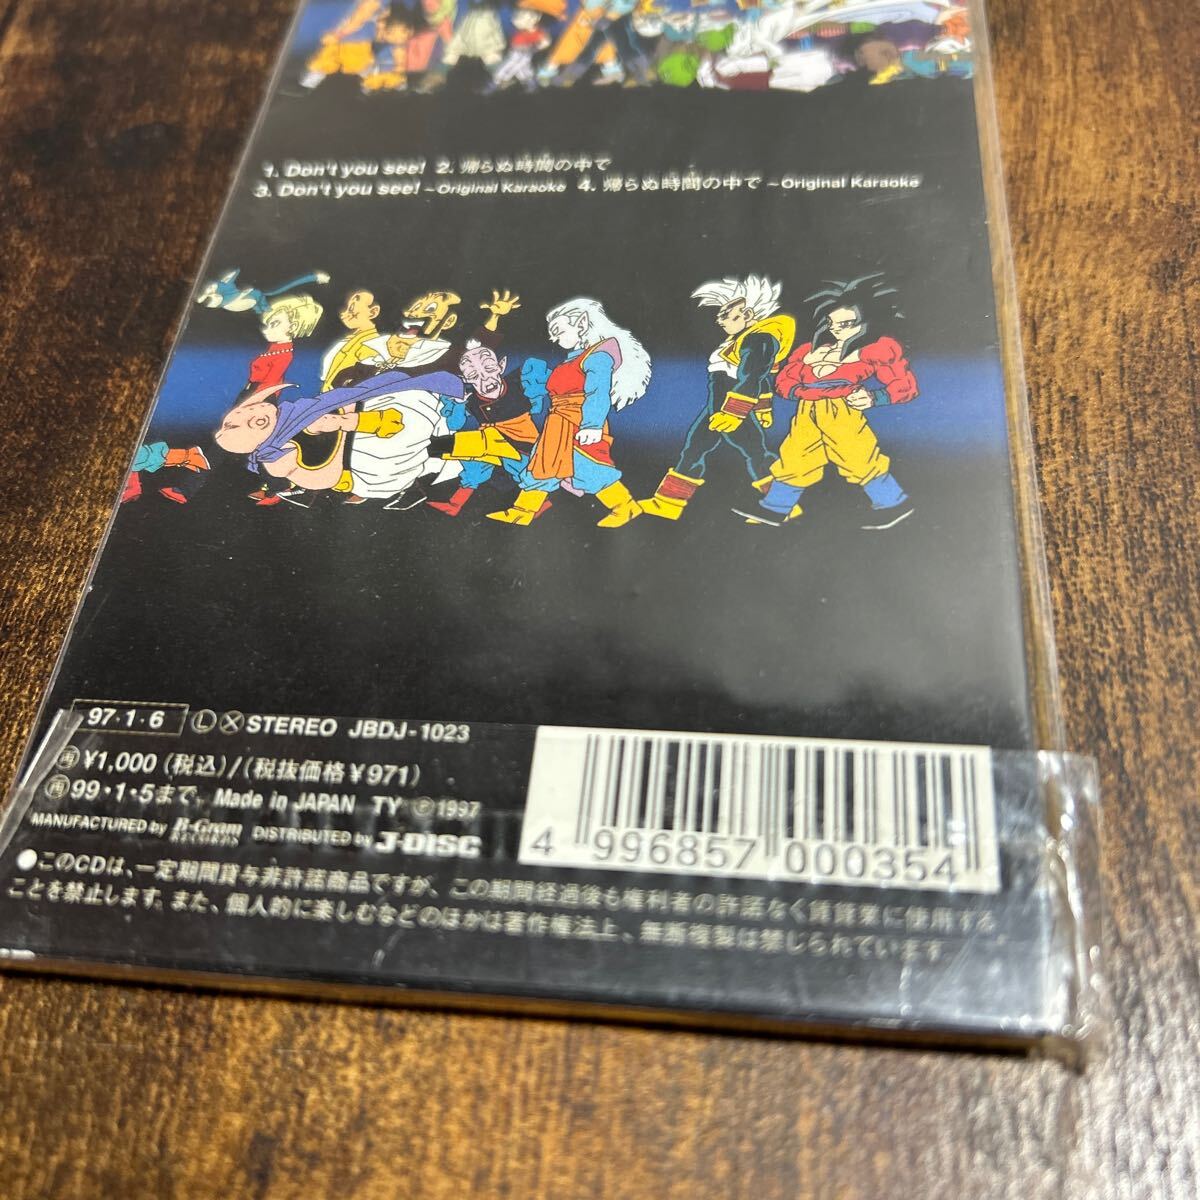 1. Don't you see! 2. 帰らぬ時間の中で
3. Don't you see! ~Original Karaoke 4. 帰らぬ時間の中で ~Original Karaoke
97・1・6 Ⓛ Ⓧ STEREO JBDJ-1023
㊢ ¥1,000 (税込)/(税抜価格¥971)
㊢ 99・1・5まで, Made in JAPAN TY Ⓟ 1997
MANUFACTURED by B-Gram RECORDS DISTRIBUTED by J-DISC
4 996857 000354
●このCDは、一定期間貸与非許諾商品ですが、この期間経過後も権利者の許諾なく賃貸業に使用する
ことを禁止します。また、個人的に楽しむなどのほかは著作権法上、無断複製は禁じられています。